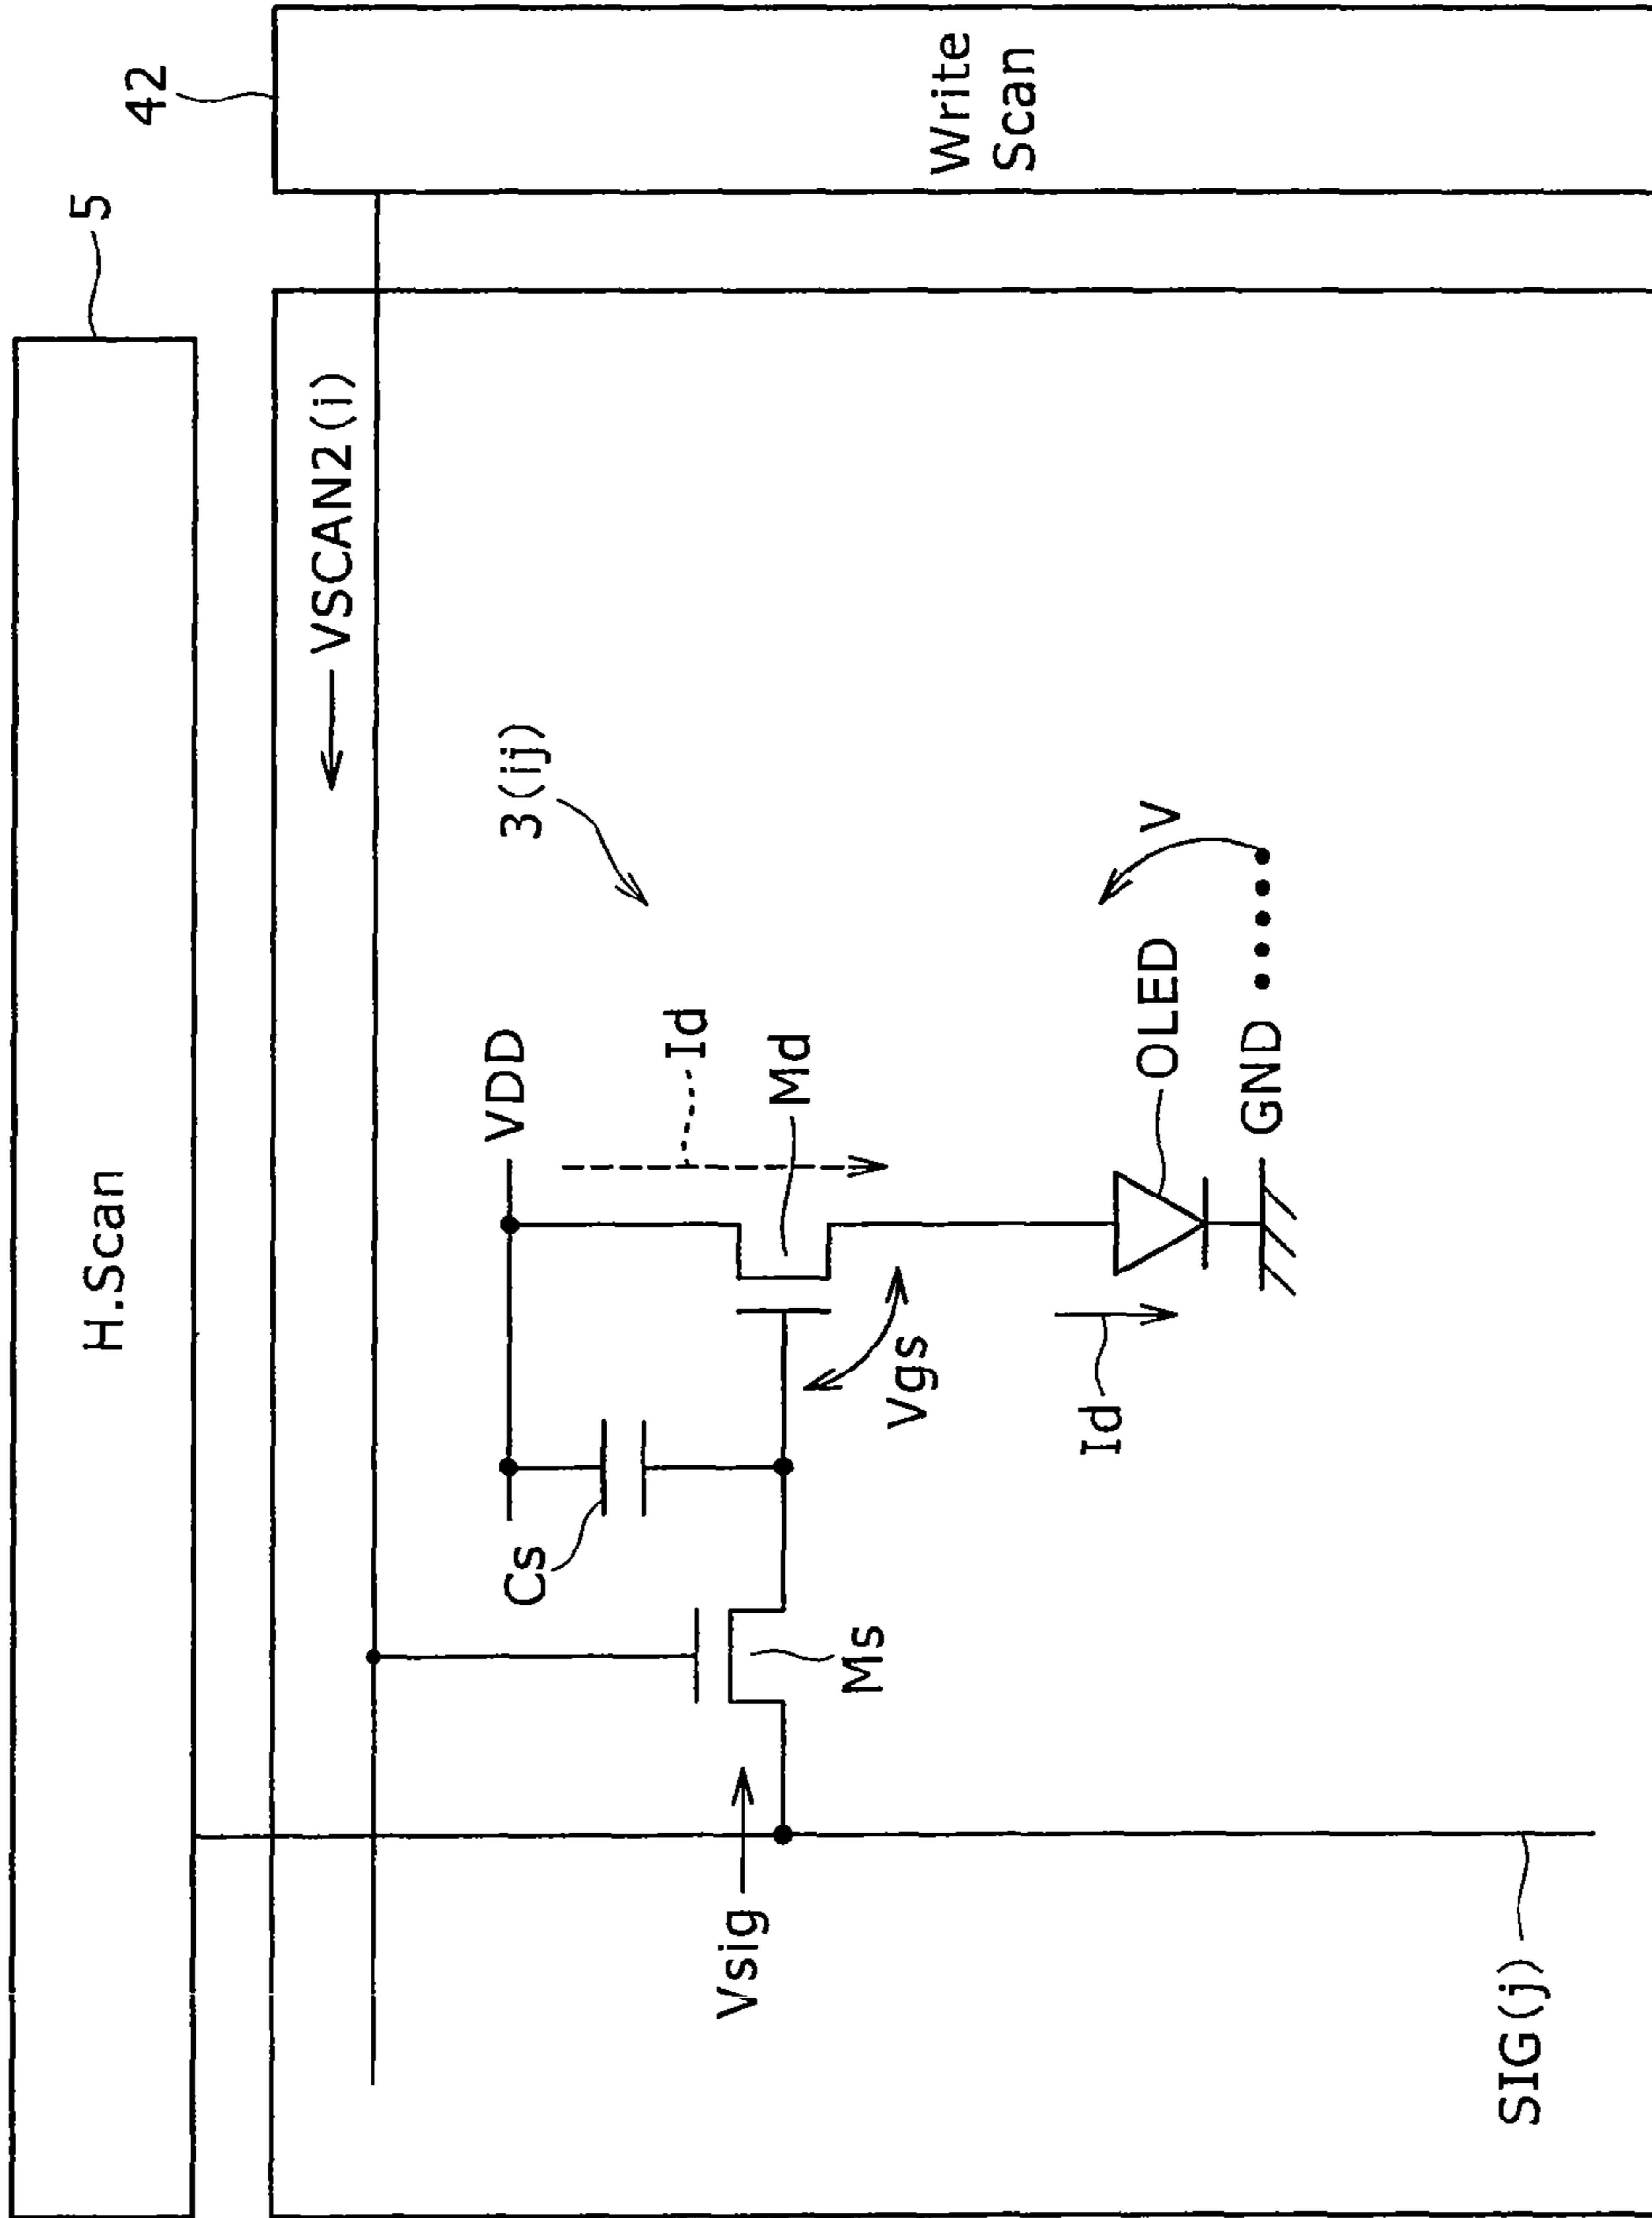 H.Scan
5
42
Write
Scan
VSCAN2(i)
3(ij)
VDD
Id
Cs
Md
Vgs
Ms
Vsig
V
OLED
Id
GND
SIG(j)